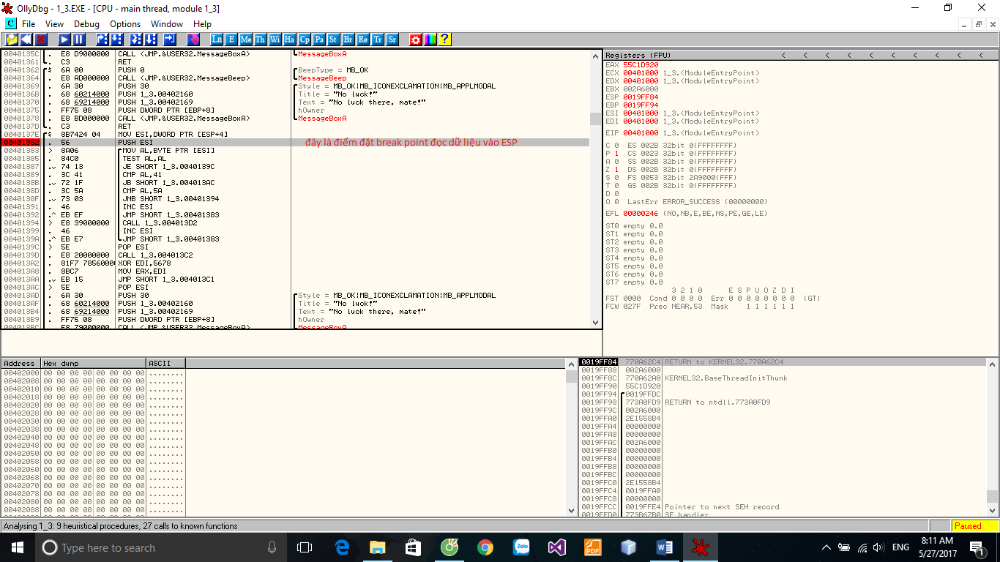 OllyDbg - 1_3.EXE - [CPU - main thread, module 1_3]
C File View Debug Options Window Help
Ln E Me Th Wi Ha Cp Pa St Br Re Tr Sr ?
0040135C . E8 D9000000 CALL <JMP.&USER32.MessageBoxA> MessageBoxA
00401361 . C3 RET
00401362 $ 6A 00 PUSH 0 BeepType = MB_OK
00401364 . E8 AD000000 CALL <JMP.&USER32.MessageBeep> MessageBeep
00401369 . 6A 30 PUSH 30 Style = MB_OK|MB_ICONEXCLAMATION|MB_APPLMODAL
0040136B . 68 60214000 PUSH 1_3.00402160 Title = "No luck!"
00401370 . 68 69214000 PUSH 1_3.00402169 Text = "No luck there, mate!"
00401375 . FF75 08 PUSH DWORD PTR [EBP+8] hOwner
00401378 . E8 BD000000 CALL <JMP.&USER32.MessageBoxA> MessageBoxA
0040137D . C3 RET
0040137E $ 8B7424 04 MOV ESI,DWORD PTR [ESP+4]
00401382 . 56 PUSH ESI đây là điểm đặt break point đọc dữ liệu vào ESP
00401383 > 8A06 MOV AL,BYTE PTR [ESI]
00401385 . 84C0 TEST AL,AL
00401387 . 74 13 JE SHORT 1_3.0040139C
00401389 . 3C 41 CMP AL,41
0040138B . 72 1F JB SHORT 1_3.004013AC
0040138D . 3C 5A CMP AL,5A
0040138F . 73 03 JNB SHORT 1_3.00401394
00401391 . 46 INC ESI
00401392 .^ EB EF JMP SHORT 1_3.00401383
00401394 > E8 39000000 CALL 1_3.004013D2
00401399 . 46 INC ESI
0040139A .^ EB E7 JMP SHORT 1_3.00401383
0040139C > 5E POP ESI
0040139D . E8 20000000 CALL 1_3.004013C2
004013A2 . 81F7 78560000 XOR EDI,5678
004013A8 . 8BC7 MOV EAX,EDI
004013AA . EB 15 JMP SHORT 1_3.004013C1
004013AC > 5E POP ESI
004013AD . 6A 30 PUSH 30 Style = MB_OK|MB_ICONEXCLAMATION|MB_APPLMODAL
004013AF . 68 60214000 PUSH 1_3.00402160 Title = "No luck!"
004013B4 . 68 69214000 PUSH 1_3.00402169 Text = "No luck there, mate!"
004013B9 . FF75 08 PUSH DWORD PTR [EBP+8] hOwner
004013BC . E8 79000000 CALL <JMP.&USER32.MessageBoxA> MessageBoxA
Registers (FPU) < < < < < < < < < <
EAX 55C1D920
ECX 00401000 1_3.<ModuleEntryPoint>
EDX 00401000 1_3.<ModuleEntryPoint>
EBX 002A6000
ESP 0019FF84
EBP 0019FF94
ESI 00401000 1_3.<ModuleEntryPoint>
EDI 00401000 1_3.<ModuleEntryPoint>
EIP 00401000 1_3.<ModuleEntryPoint>
C 0 ES 002B 32bit 0(FFFFFFFF)
P 1 CS 0023 32bit 0(FFFFFFFF)
A 0 SS 002B 32bit 0(FFFFFFFF)
Z 1 DS 002B 32bit 0(FFFFFFFF)
S 0 FS 0053 32bit 2A9000(FFF)
T 0 GS 002B 32bit 0(FFFFFFFF)
D 0
O 0 LastErr ERROR_SUCCESS (00000000)
EFL 00000246 (NO,NB,E,BE,NS,PE,GE,LE)
ST0 empty 0.0
ST1 empty 0.0
ST2 empty 0.0
ST3 empty 0.0
ST4 empty 0.0
ST5 empty 0.0
ST6 empty 0.0
ST7 empty 0.0
3 2 1 0 E S P U O Z D I
FST 0000 Cond 0 0 0 0 Err 0 0 0 0 0 0 0 0 (GT)
FCW 027F Prec NEAR,53 Mask 1 1 1 1 1 1
Address Hex dump ASCII
00402000 00 00 00 00 00 00 00 00 ........
00402008 00 00 00 00 00 00 00 00 ........
00402010 00 00 00 00 00 00 00 00 ........
00402018 00 00 00 00 00 00 00 00 ........
00402020 00 00 00 00 00 00 00 00 ........
00402028 00 00 00 00 00 00 00 00 ........
00402030 00 00 00 00 00 00 00 00 ........
00402038 00 00 00 00 00 00 00 00 ........
00402040 00 00 00 00 00 00 00 00 ........
00402048 00 00 00 00 00 00 00 00 ........
00402050 00 00 00 00 00 00 00 00 ........
00402058 00 00 00 00 00 00 00 00 ........
00402060 00 00 00 00 00 00 00 00 ........
00402068 00 00 00 00 00 00 00 00 ........
00402070 00 00 00 00 00 00 00 00 ........
00402078 00 00 00 00 00 00 00 00 ........
00402080 00 00 00 00 00 00 00 00 ........
00402088 00 00 00 00 00 00 00 00 ........
0019FF84 770A62C4 RETURN to KERNEL32.770A62C4
0019FF88 002A6000
0019FF8C 770A62A0 KERNEL32.BaseThreadInitThunk
0019FF90 55C1D920
0019FF94 0019FFDC
0019FF98 773A0FD9 RETURN to ntdll.773A0FD9
0019FF9C 002A6000
0019FFA0 2E1558B4
0019FFA4 00000000
0019FFA8 00000000
0019FFAC 002A6000
0019FFB0 00000000
0019FFB4 00000000
0019FFB8 00000000
0019FFBC 00000000
0019FFC0 2E1558B4
0019FFC4 0019FFA0
0019FFC8 00000000
0019FFCC 0019FFE4 Pointer to next SEH record
0019FFD0 773B67B0 SE handler
Analysing 1_3: 9 heuristical procedures, 27 calls to known functions
Paused
Type here to search
Zalo
PDF
ENG
8:11 AM
5/27/2017
1